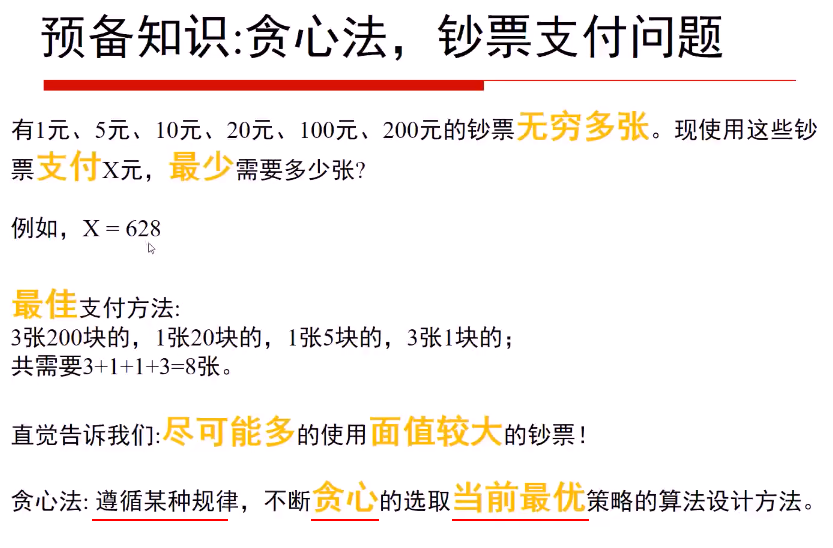 预备知识:贪心法，钞票支付问题
有1元、5元、10元、20元、100元、200元的钞票无穷多张。现使用这些钞
票支付X元，最少需要多少张?
例如，X = 628
最佳支付方法:
3张200块的，1张20块的，1张5块的，3张1块的；
共需要3+1+1+3=8张。
直觉告诉我们:尽可能多的使用面值较大的钞票！
贪心法: 遵循某种规律，不断贪心的选取当前最优策略的算法设计方法。